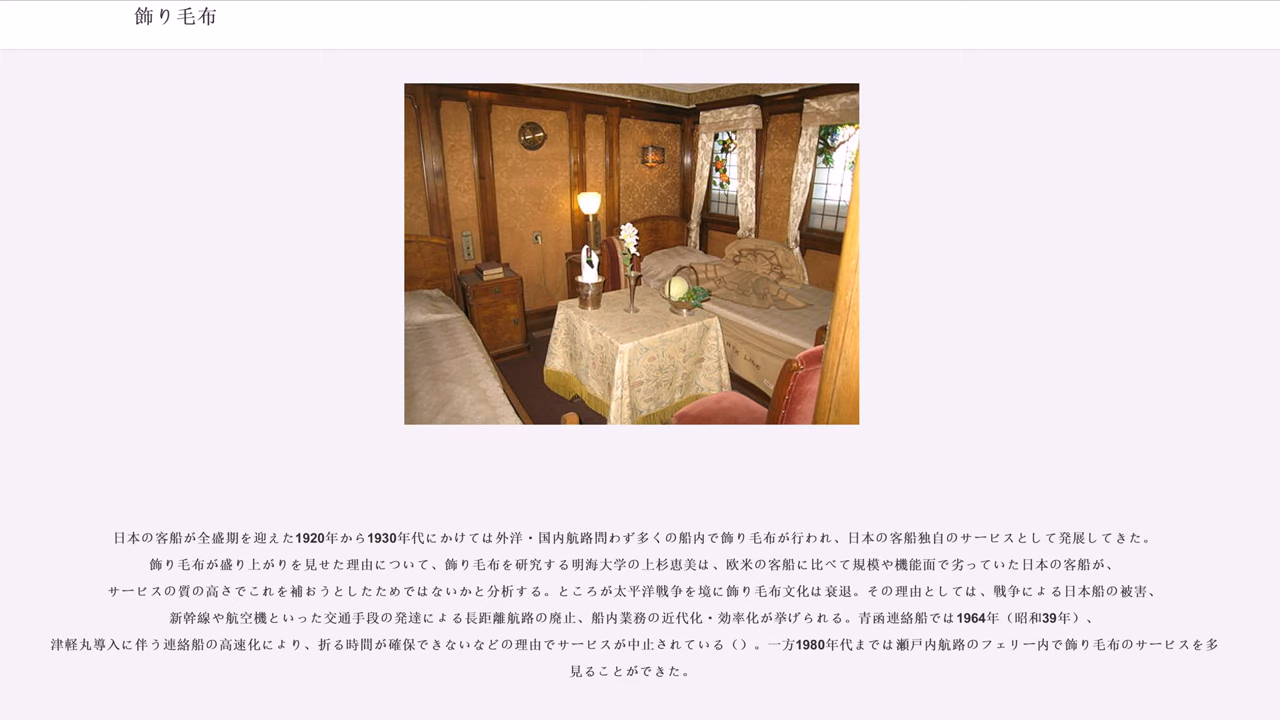 飾り毛布
日本の客船が全盛期を迎えた1920年から1930年代にかけては外洋・国内航路問わず多くの船内で飾り毛布が行われ、日本の客船独自のサービスとして発展してきた。
飾り毛布が盛り上がりを見せた理由について、飾り毛布を研究する明海大学の上杉恵美は、欧米の客船に比べて規模や機能面で劣っていた日本の客船が、
サービスの質の高さでこれを補おうとしたためではないかと分析する。ところが太平洋戦争を境に飾り毛布文化は衰退。その理由としては、戦争による日本船の被害、
新幹線や航空機といった交通手段の発達による長距離航路の廃止、船内業務の近代化・効率化が挙げられる。青函連絡船では1964年（昭和39年）、
津軽丸導入に伴う連絡船の高速化により、折る時間が確保できないなどの理由でサービスが中止されている（）。一方1980年代までは瀬戸内航路のフェリー内で飾り毛布のサービスを多
見ることができた。